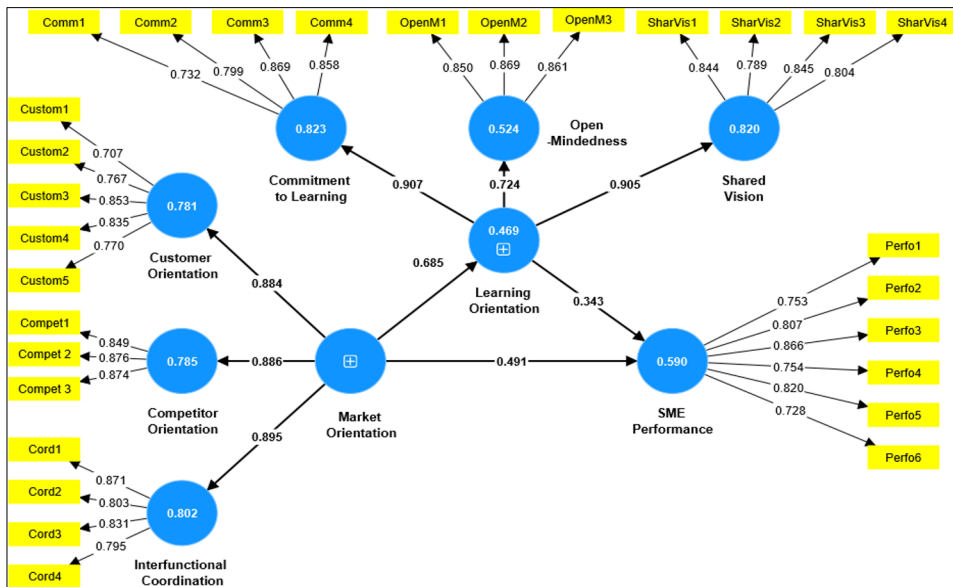 Comm1 Comm2 Comm3 Comm4 OpenM1 OpenM2 OpenM3 SharVis1 SharVis2 SharVis3 SharVis4
0.732 0.799 0.869 0.858 0.850 0.869 0.861 0.844 0.789 0.845 0.804
0.823 0.524 0.820
Commitment
to Learning
Open
-Mindedness
Shared
Vision
Custom1
Custom2
Custom3
Custom4
Custom5
0.707
0.767
0.853
0.835
0.770
0.781
Customer
Orientation
0.907 0.724 0.905
0.469
Learning
Orientation
0.884
0.685
0.343
Compet1
Compet 2
Compet 3
0.849
0.876
0.874
0.785
Competitor
Orientation
0.886
Market
Orientation
0.491
0.590
SME
Performance
0.753
0.807
0.866
0.754
0.820
0.728
Perfo1
Perfo2
Perfo3
Perfo4
Perfo5
Perfo6
0.895
Cord1
Cord2
Cord3
Cord4
0.871
0.803
0.831
0.795
0.802
Interfunctional
Coordination